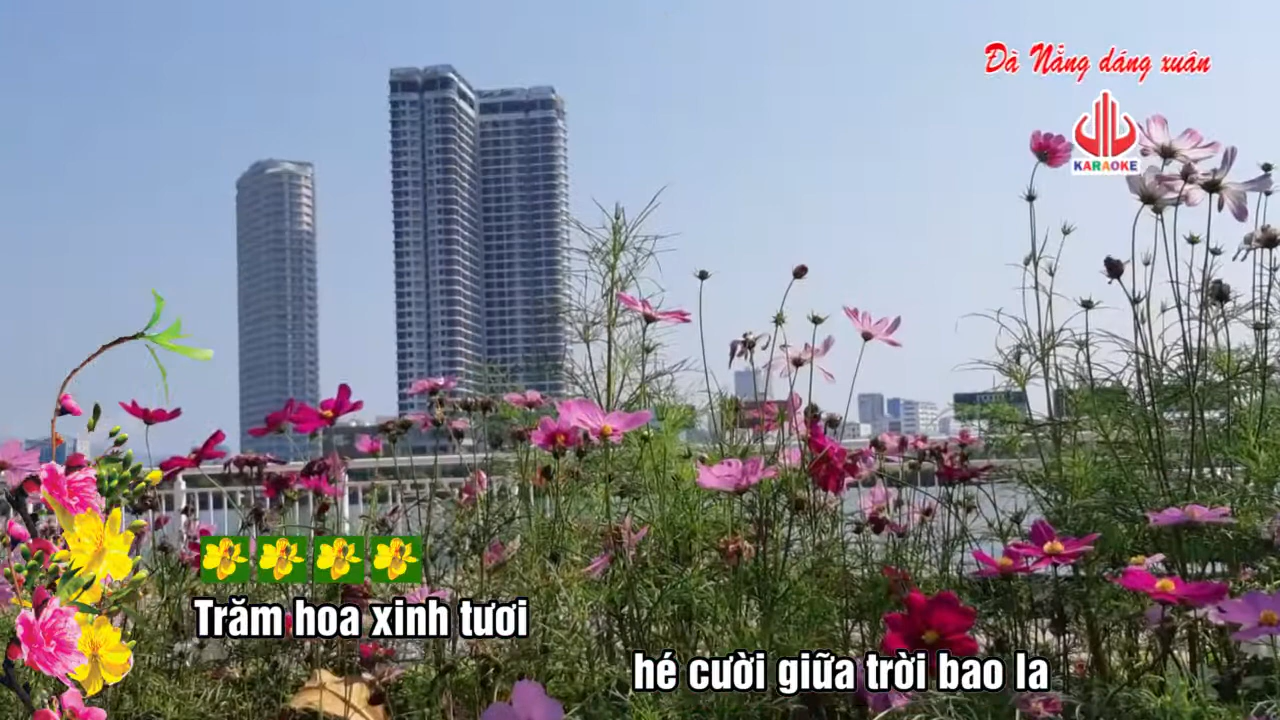 Đà Nẵng dáng xuân
KARAOKE
Trăm hoa xinh tươi
hé cười giữa trời bao la